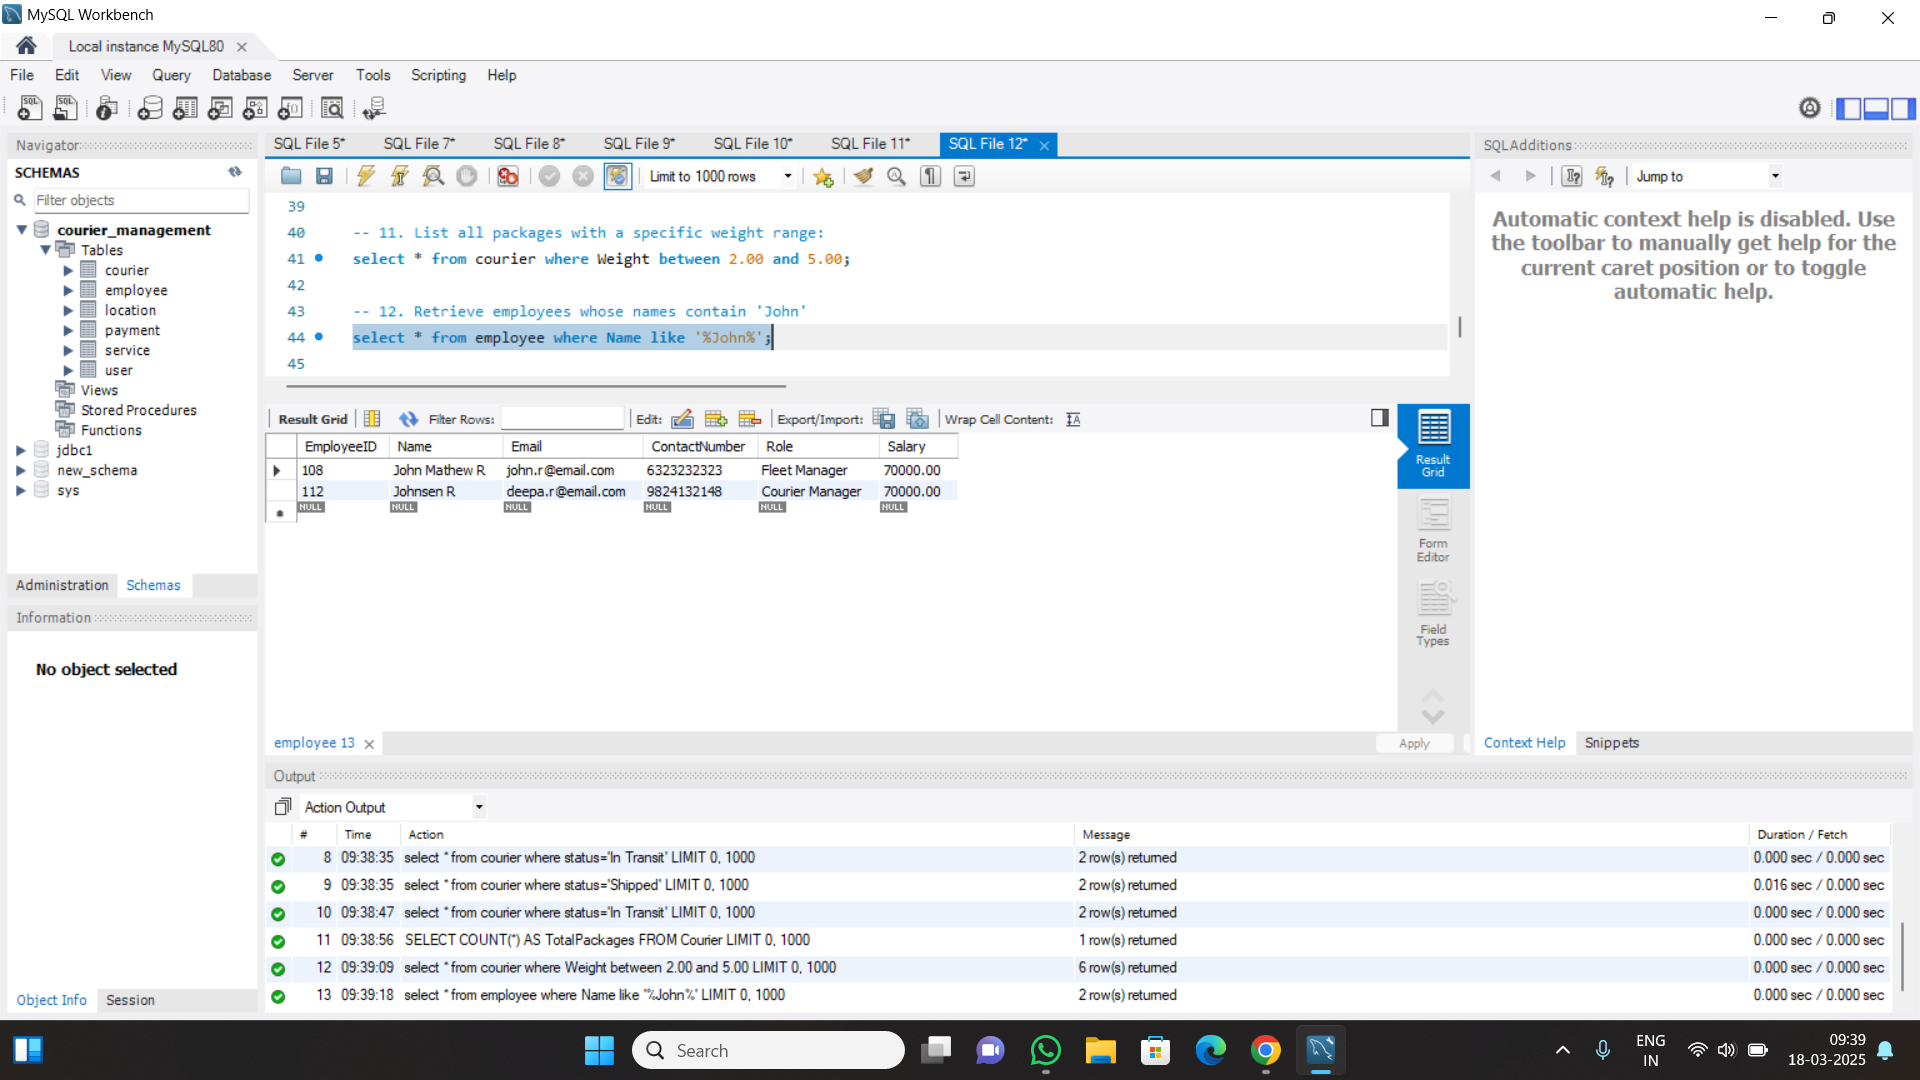 MySQL Workbench
Local instance MySQL80
File Edit View Query Database Server Tools Scripting Help
Navigator
SCHEMAS
Filter objects
courier_management
Tables
courier
employee
location
payment
service
user
Views
Stored Procedures
Functions
jdbc1
new_schema
sys
Administration Schemas
Information
No object selected
Object Info Session
SQL File 5* SQL File 7* SQL File 8* SQL File 9* SQL File 10* SQL File 11* SQL File 12*
Limit to 1000 rows
39
40 -- 11. List all packages with a specific weight range:
41 select * from courier where Weight between 2.00 and 5.00;
42
43 -- 12. Retrieve employees whose names contain 'John'
44 select * from employee where Name like '%John%';
45
Result Grid Filter Rows: Edit: Export/Import: Wrap Cell Content:
EmployeeID Name Email ContactNumber Role Salary
108 John Mathew R john.r@email.com 6323232323 Fleet Manager 70000.00
112 Johnsen R deepa.r@email.com 9824132148 Courier Manager 70000.00
NULL NULL NULL NULL NULL NULL
Result
Grid
Form
Editor
Field
Types
employee 13
Apply
SQLAdditions
Jump to
Automatic context help is disabled. Use
the toolbar to manually get help for the
current caret position or to toggle
automatic help.
Context Help Snippets
Output
Action Output
# Time Action Message Duration / Fetch
8 09:38:35 select * from courier where status='In Transit' LIMIT 0, 1000 2 row(s) returned 0.000 sec / 0.000 sec
9 09:38:35 select * from courier where status='Shipped' LIMIT 0, 1000 2 row(s) returned 0.016 sec / 0.000 sec
10 09:38:47 select * from courier where status='In Transit' LIMIT 0, 1000 2 row(s) returned 0.000 sec / 0.000 sec
11 09:38:56 SELECT COUNT(*) AS TotalPackages FROM Courier LIMIT 0, 1000 1 row(s) returned 0.000 sec / 0.000 sec
12 09:39:09 select * from courier where Weight between 2.00 and 5.00 LIMIT 0, 1000 6 row(s) returned 0.000 sec / 0.000 sec
13 09:39:18 select * from employee where Name like '%John%' LIMIT 0, 1000 2 row(s) returned 0.000 sec / 0.000 sec
Search
ENG
IN
09:39
18-03-2025